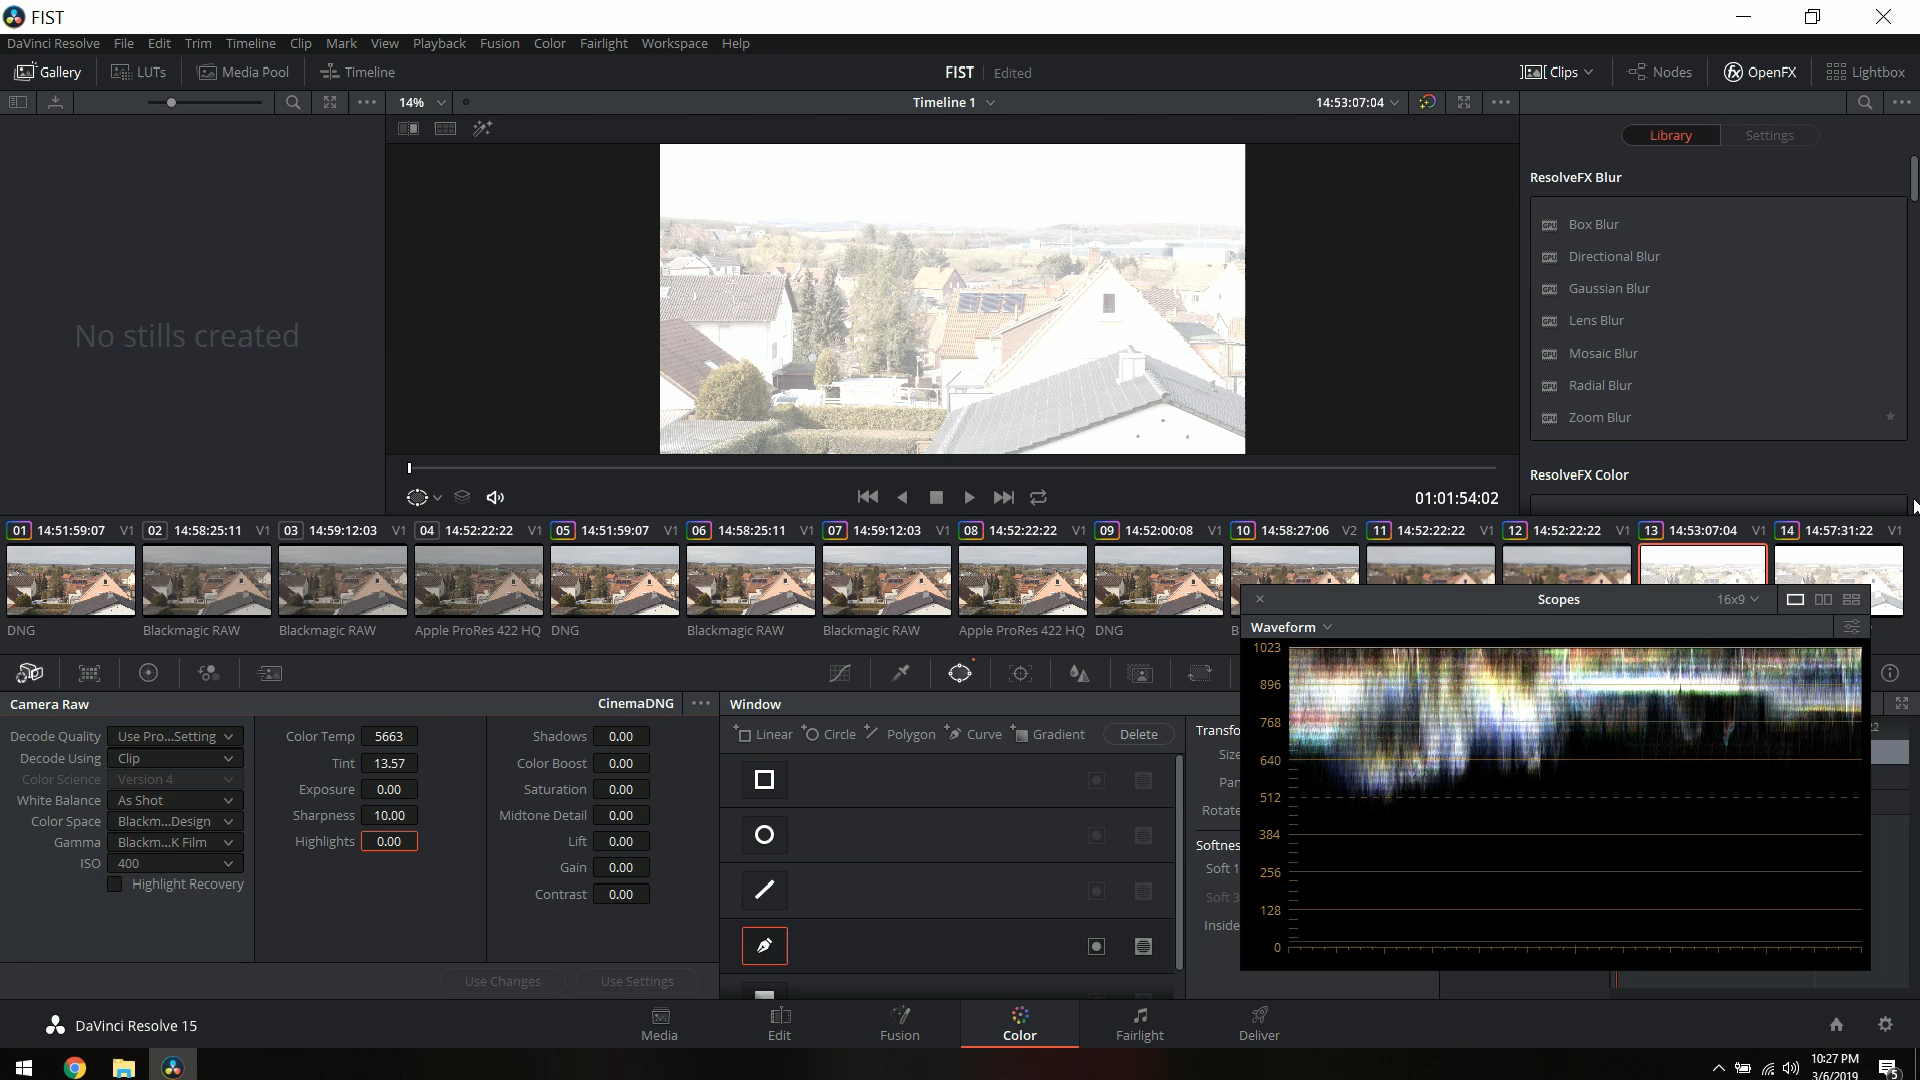 FIST
DaVinci Resolve File Edit Trim Timeline Clip Mark View Playback Fusion Color Fairlight Workspace Help
Gallery LUTs Media Pool Timeline FIST Edited Clips Nodes OpenFX Lightbox
14% Timeline 1 14:53:07:04
Library Settings
ResolveFX Blur
Box Blur
Directional Blur
Gaussian Blur
Lens Blur
Mosaic Blur
Radial Blur
Zoom Blur
ResolveFX Color
No stills created
01:01:54:02
01 14:51:59:07 V1 02 14:58:25:11 V1 03 14:59:12:03 V1 04 14:52:22:22 V1 05 14:51:59:07 V1 06 14:58:25:11 V1 07 14:59:12:03 V1 08 14:52:22:22 V1 09 14:52:00:08 V1 10 14:58:27:06 V2 11 14:52:22:22 V1 12 14:52:22:22 V1 13 14:53:07:04 V1 14 14:57:31:22 V1
DNG Blackmagic RAW Blackmagic RAW Apple ProRes 422 HQ DNG Blackmagic RAW Blackmagic RAW Apple ProRes 422 HQ DNG B
Camera Raw CinemaDNG
Decode Quality Use Pro...Setting
Decode Using Clip
Color Science Version 4
White Balance As Shot
Color Space Blackm...Design
Gamma Blackm...K Film
ISO 400
Highlight Recovery
Color Temp 5663
Tint 13.57
Exposure 0.00
Sharpness 10.00
Highlights 0.00
Shadows 0.00
Color Boost 0.00
Saturation 0.00
Midtone Detail 0.00
Lift 0.00
Gain 0.00
Contrast 0.00
Use Changes Use Settings
Window
Linear Circle Polygon Curve Gradient Delete
Transfo
Size
Pan
Rotate
Softnes
Soft 1
Soft 3
Inside
Scopes 16x9
Waveform
1023
896
768
640
512
384
256
128
0
DaVinci Resolve 15
Media Edit Fusion Color Fairlight Deliver
10:27 PM
3/6/2019
5